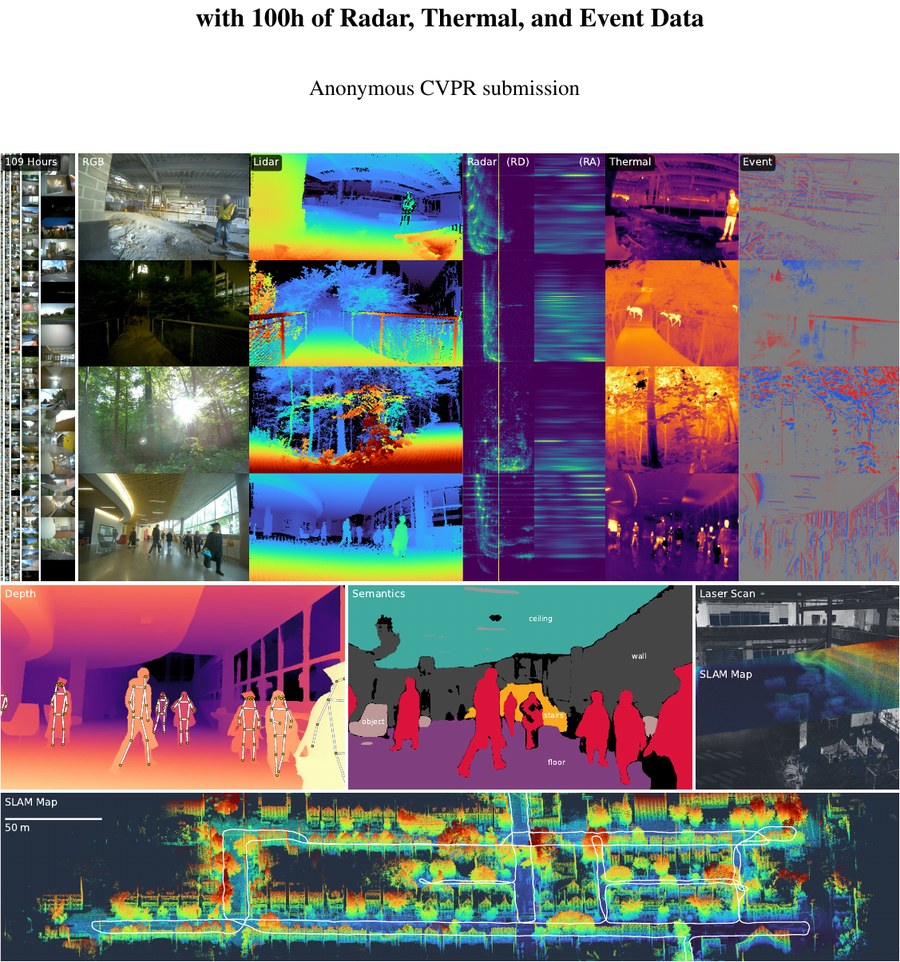 with 100h of Radar, Thermal, and Event Data
Anonymous CVPR submission
109 Hours
RGB
Lidar
Radar (RD) (RA)
Thermal
Event
Depth
Semantics
ceiling
wall
object
stairs
floor
Laser Scan
SLAM Map
SLAM Map
50 m